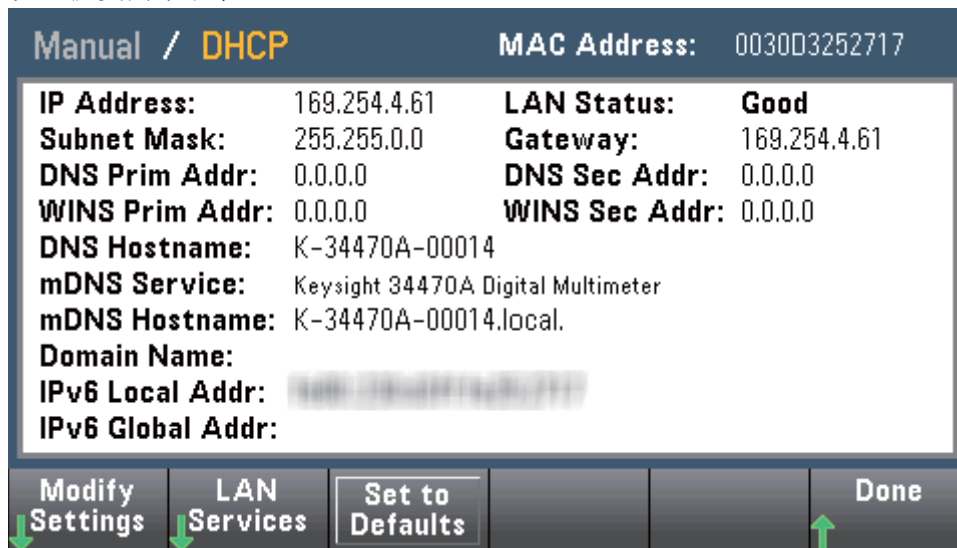 Manual / DHCP MAC Address: 0030D3252717
IP Address: 169.254.4.61 LAN Status: Good
Subnet Mask: 255.255.0.0 Gateway: 169.254.4.61
DNS Prim Addr: 0.0.0.0 DNS Sec Addr: 0.0.0.0
WINS Prim Addr: 0.0.0.0 WINS Sec Addr: 0.0.0.0
DNS Hostname: K-34470A-00014
mDNS Service: Keysight 34470A Digital Multimeter
mDNS Hostname: K-34470A-00014.local.
Domain Name:
IPv6 Local Addr:
IPv6 Global Addr:
Modify Settings
LAN Services
Set to Defaults
Done